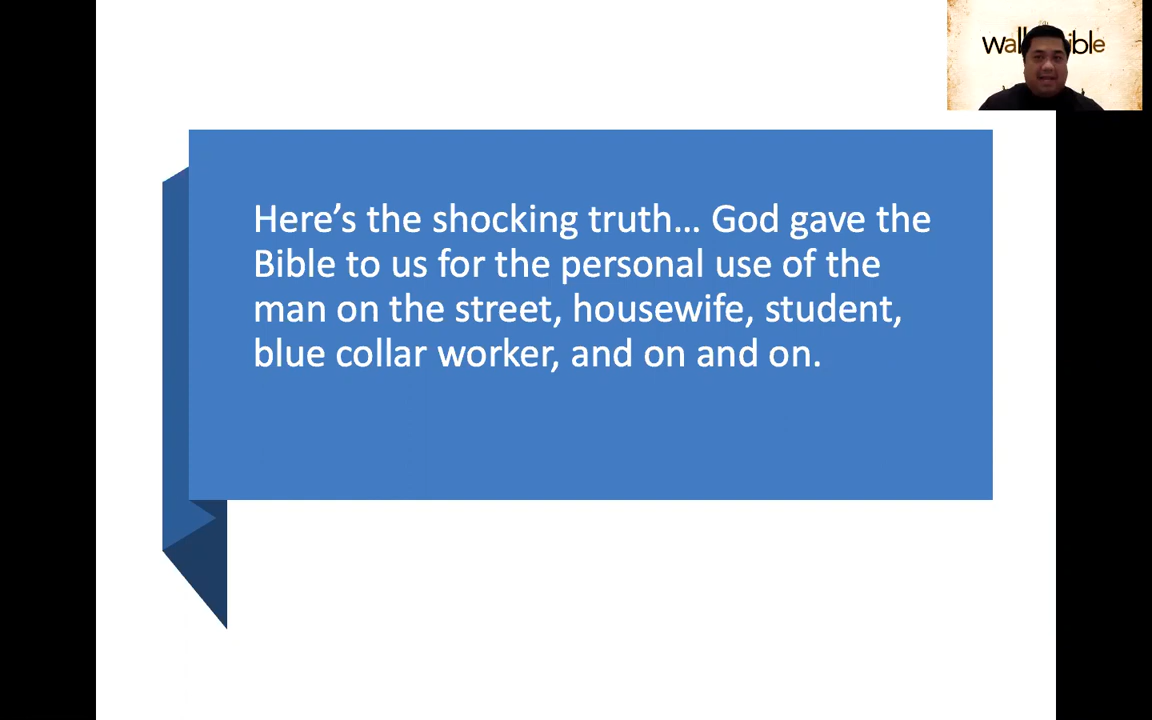 Here's the shocking truth... God gave the
Bible to us for the personal use of the
man on the street, housewife, student,
blue collar worker, and on and on.